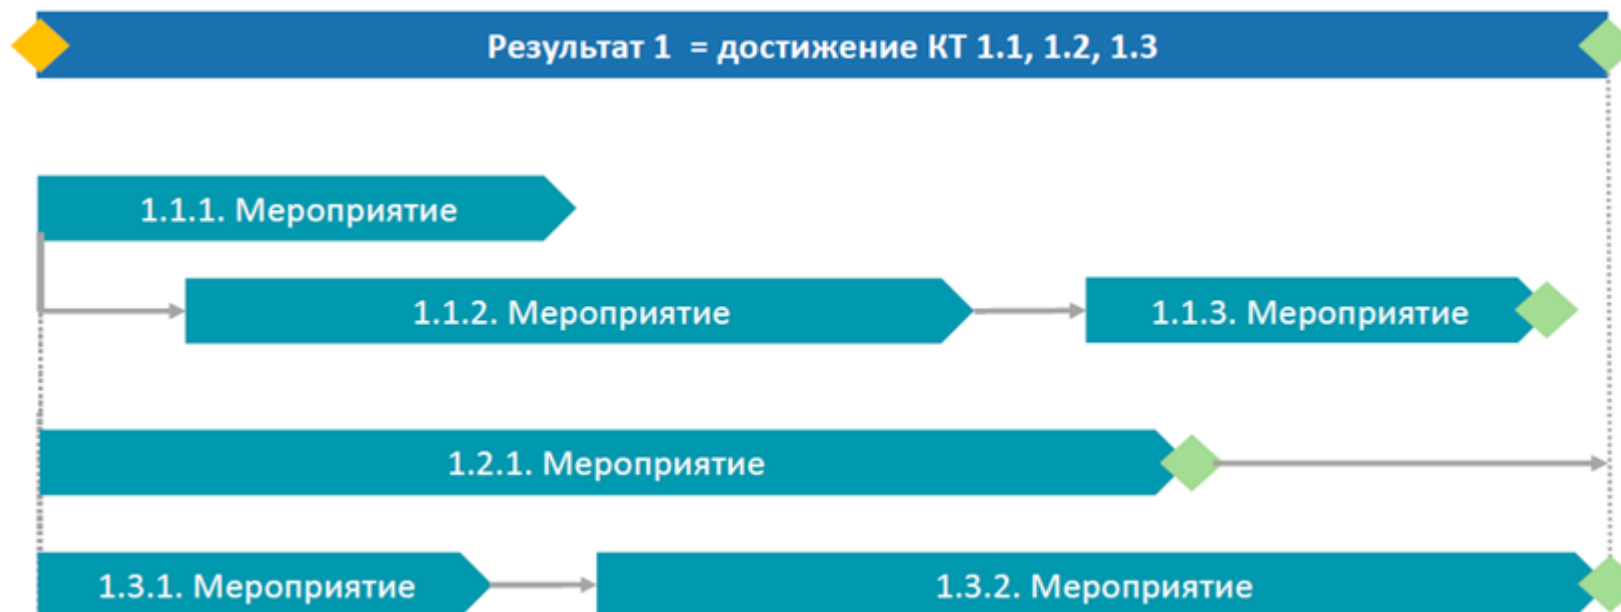 Результат 1 = достижение КТ 1.1, 1.2, 1.3
1.1.1. Мероприятие
1.1.2. Мероприятие
1.1.3. Мероприятие
1.2.1. Мероприятие
1.3.1. Мероприятие
1.3.2. Мероприятие